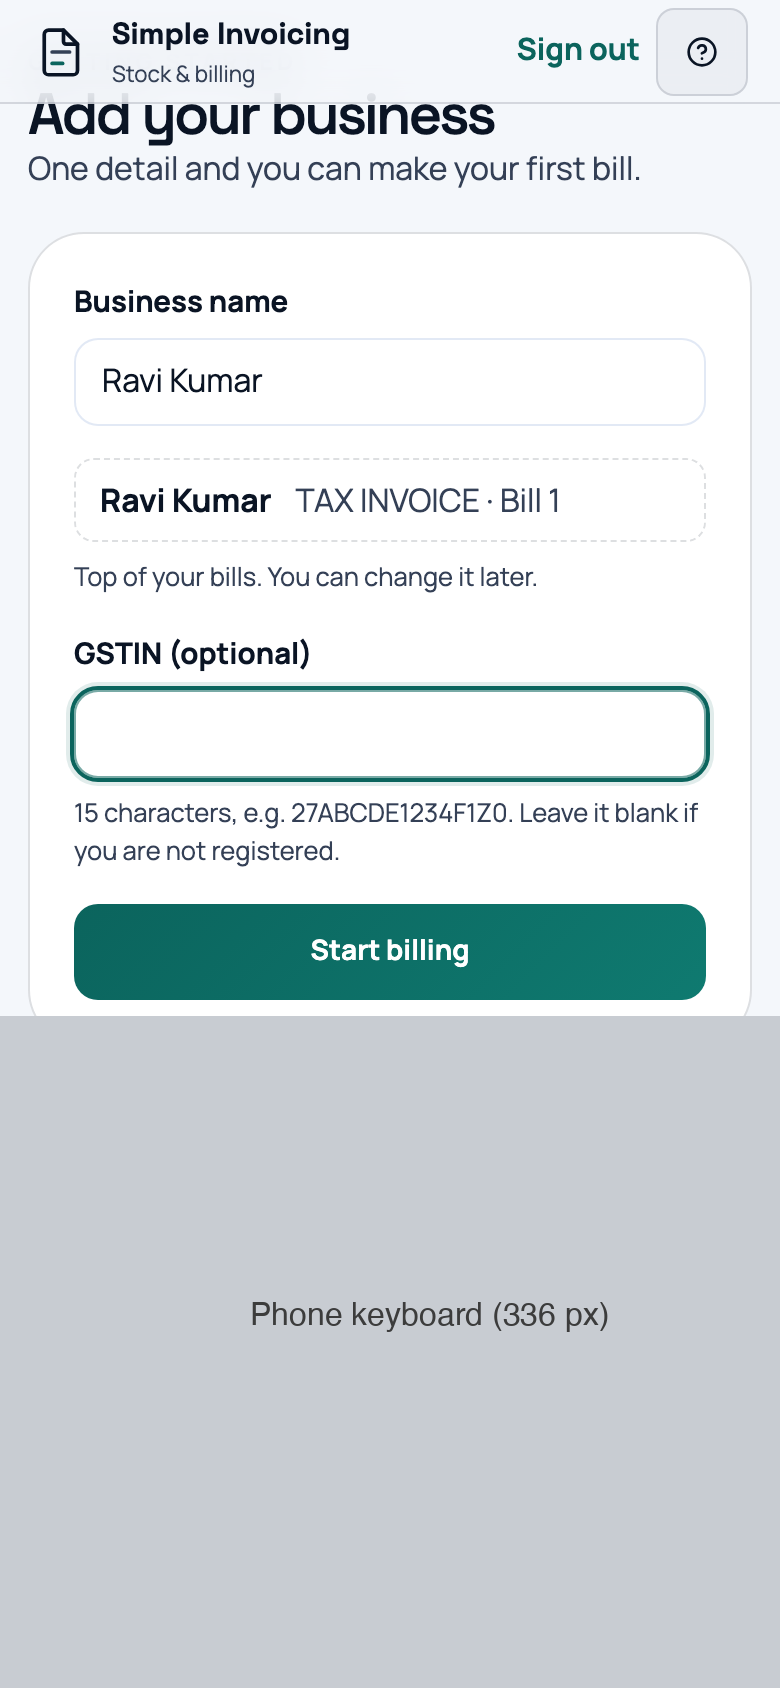 Simple Invoicing
Stock & billing
Sign out
Add your business
One detail and you can make your first bill.
Business name
Ravi Kumar
Ravi Kumar TAX INVOICE · Bill 1
Top of your bills. You can change it later.
GSTIN (optional)
15 characters, e.g. 27ABCDE1234F1Z0. Leave it blank if
you are not registered.
Start billing
Phone keyboard (336 px)